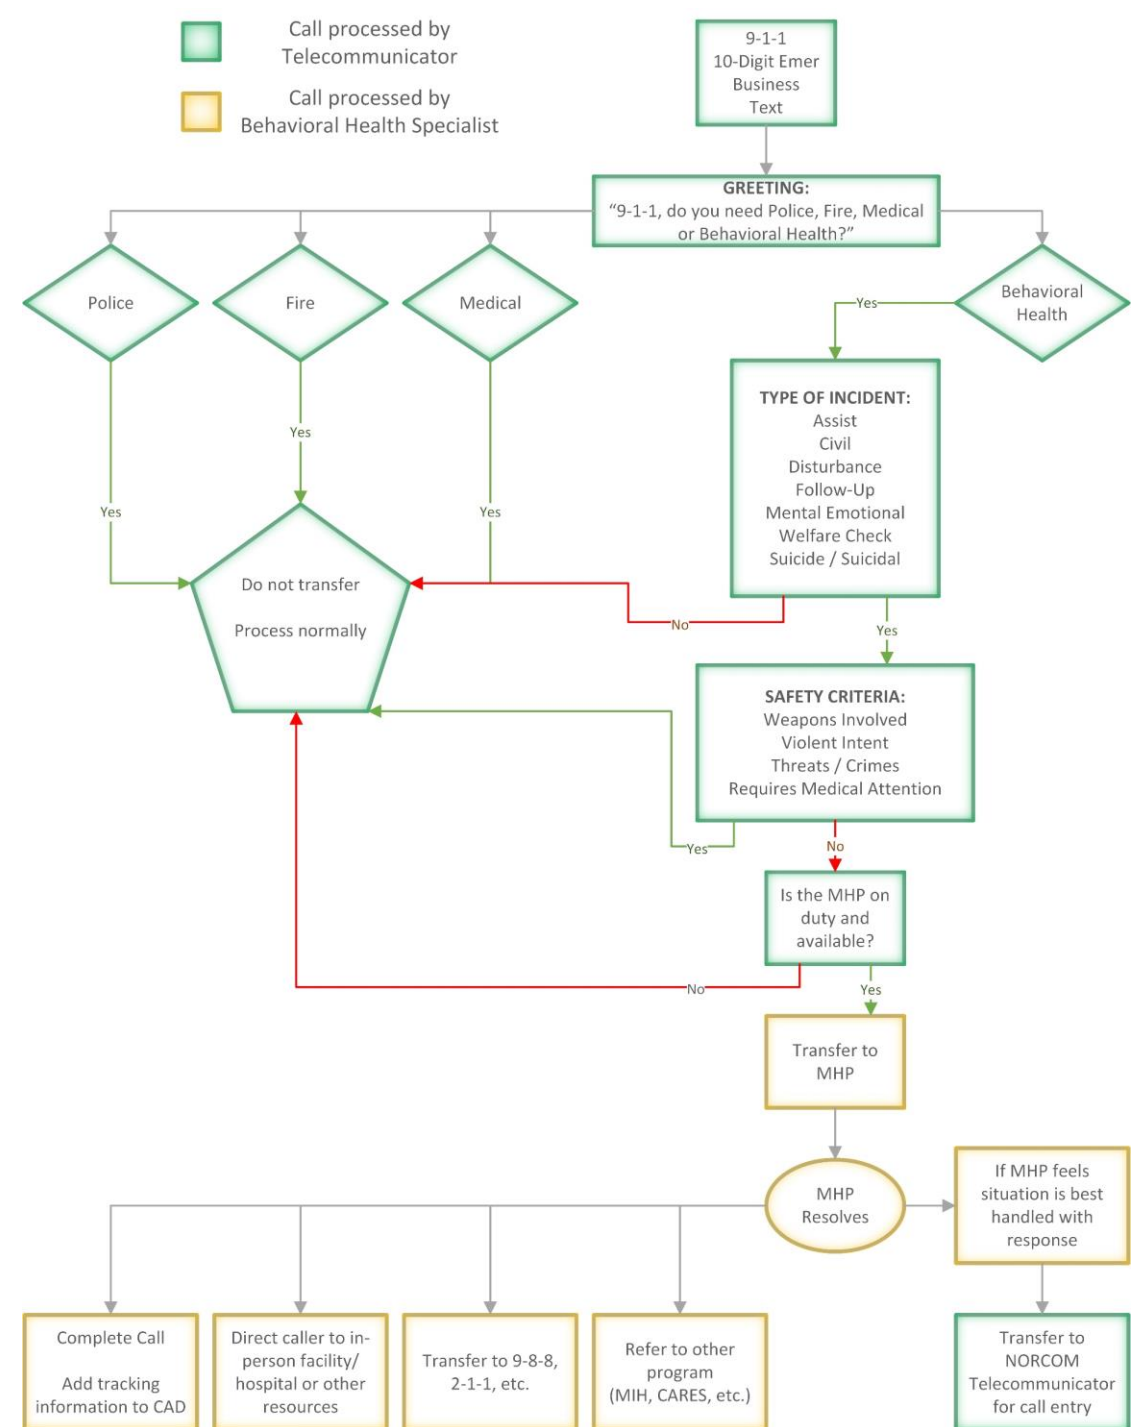 Call processed by
Telecommunicator
Call processed by
Behavioral Health Specialist
9-1-1
10-Digit Emer
Business
Text
GREETING:
“9-1-1, do you need Police, Fire, Medical
or Behavioral Health?”
Police
Fire
Medical
Behavioral
Health
Yes
TYPE OF INCIDENT:
Assist
Civil
Disturbance
Follow-Up
Mental Emotional
Welfare Check
Suicide / Suicidal
Yes
Yes
Yes
Do not transfer
Process normally
No
Yes
SAFETY CRITERIA:
Weapons Involved
Violent Intent
Threats / Crimes
Requires Medical Attention
Yes
No
Is the MHP on
duty and
available?
No
Yes
Transfer to
MHP
MHP
Resolves
If MHP feels
situation is best
handled with
response
Complete Call
Add tracking
information to CAD
Direct caller to in-
person facility/
hospital or other
resources
Transfer to 9-8-8,
2-1-1, etc.
Refer to other
program
(MIH, CARES, etc.)
Transfer to
NORCOM
Telecommunicator
for call entry